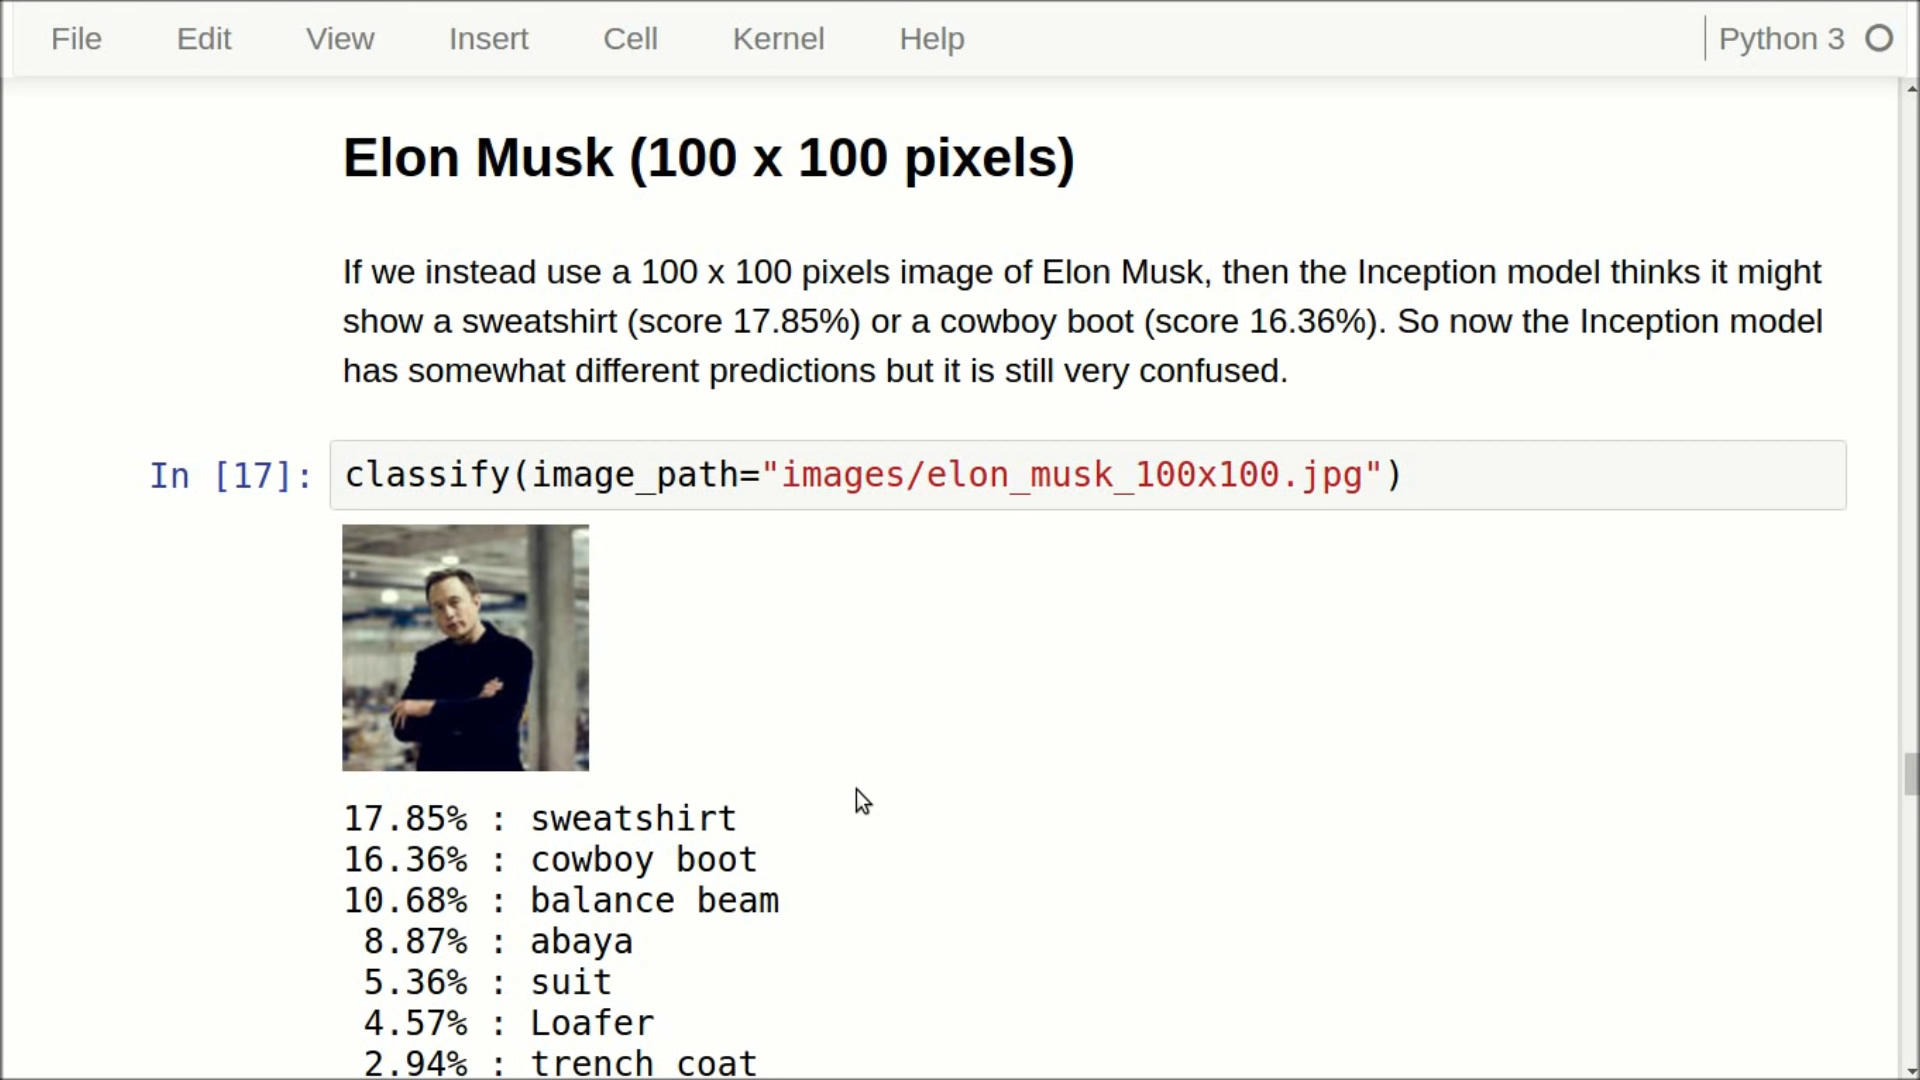 File Edit View Insert Cell Kernel Help Python 3
Elon Musk (100 x 100 pixels)
If we instead use a 100 x 100 pixels image of Elon Musk, then the Inception model thinks it might
show a sweatshirt (score 17.85%) or a cowboy boot (score 16.36%). So now the Inception model
has somewhat different predictions but it is still very confused.
In [17]: classify(image_path="images/elon_musk_100x100.jpg")
17.85% : sweatshirt
16.36% : cowboy boot
10.68% : balance beam
8.87% : abaya
5.36% : suit
4.57% : Loafer
2.94% : trench coat